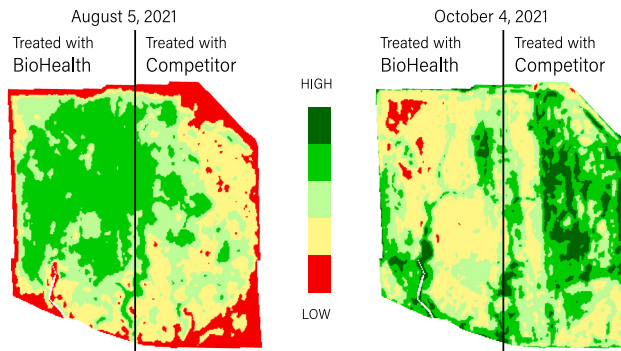 August 5, 2021
Treated with
BioHealth
Treated with
Competitor
HIGH
LOW
October 4, 2021
Treated with
BioHealth
Treated with
Competitor